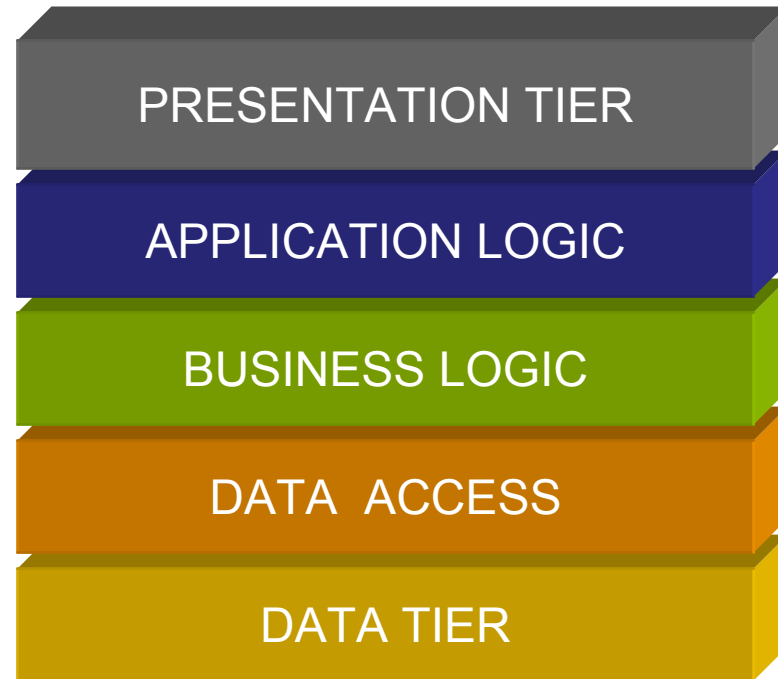 PRESENTATION TIER
APPLICATION LOGIC
BUSINESS LOGIC
DATA ACCESS
DATA TIER